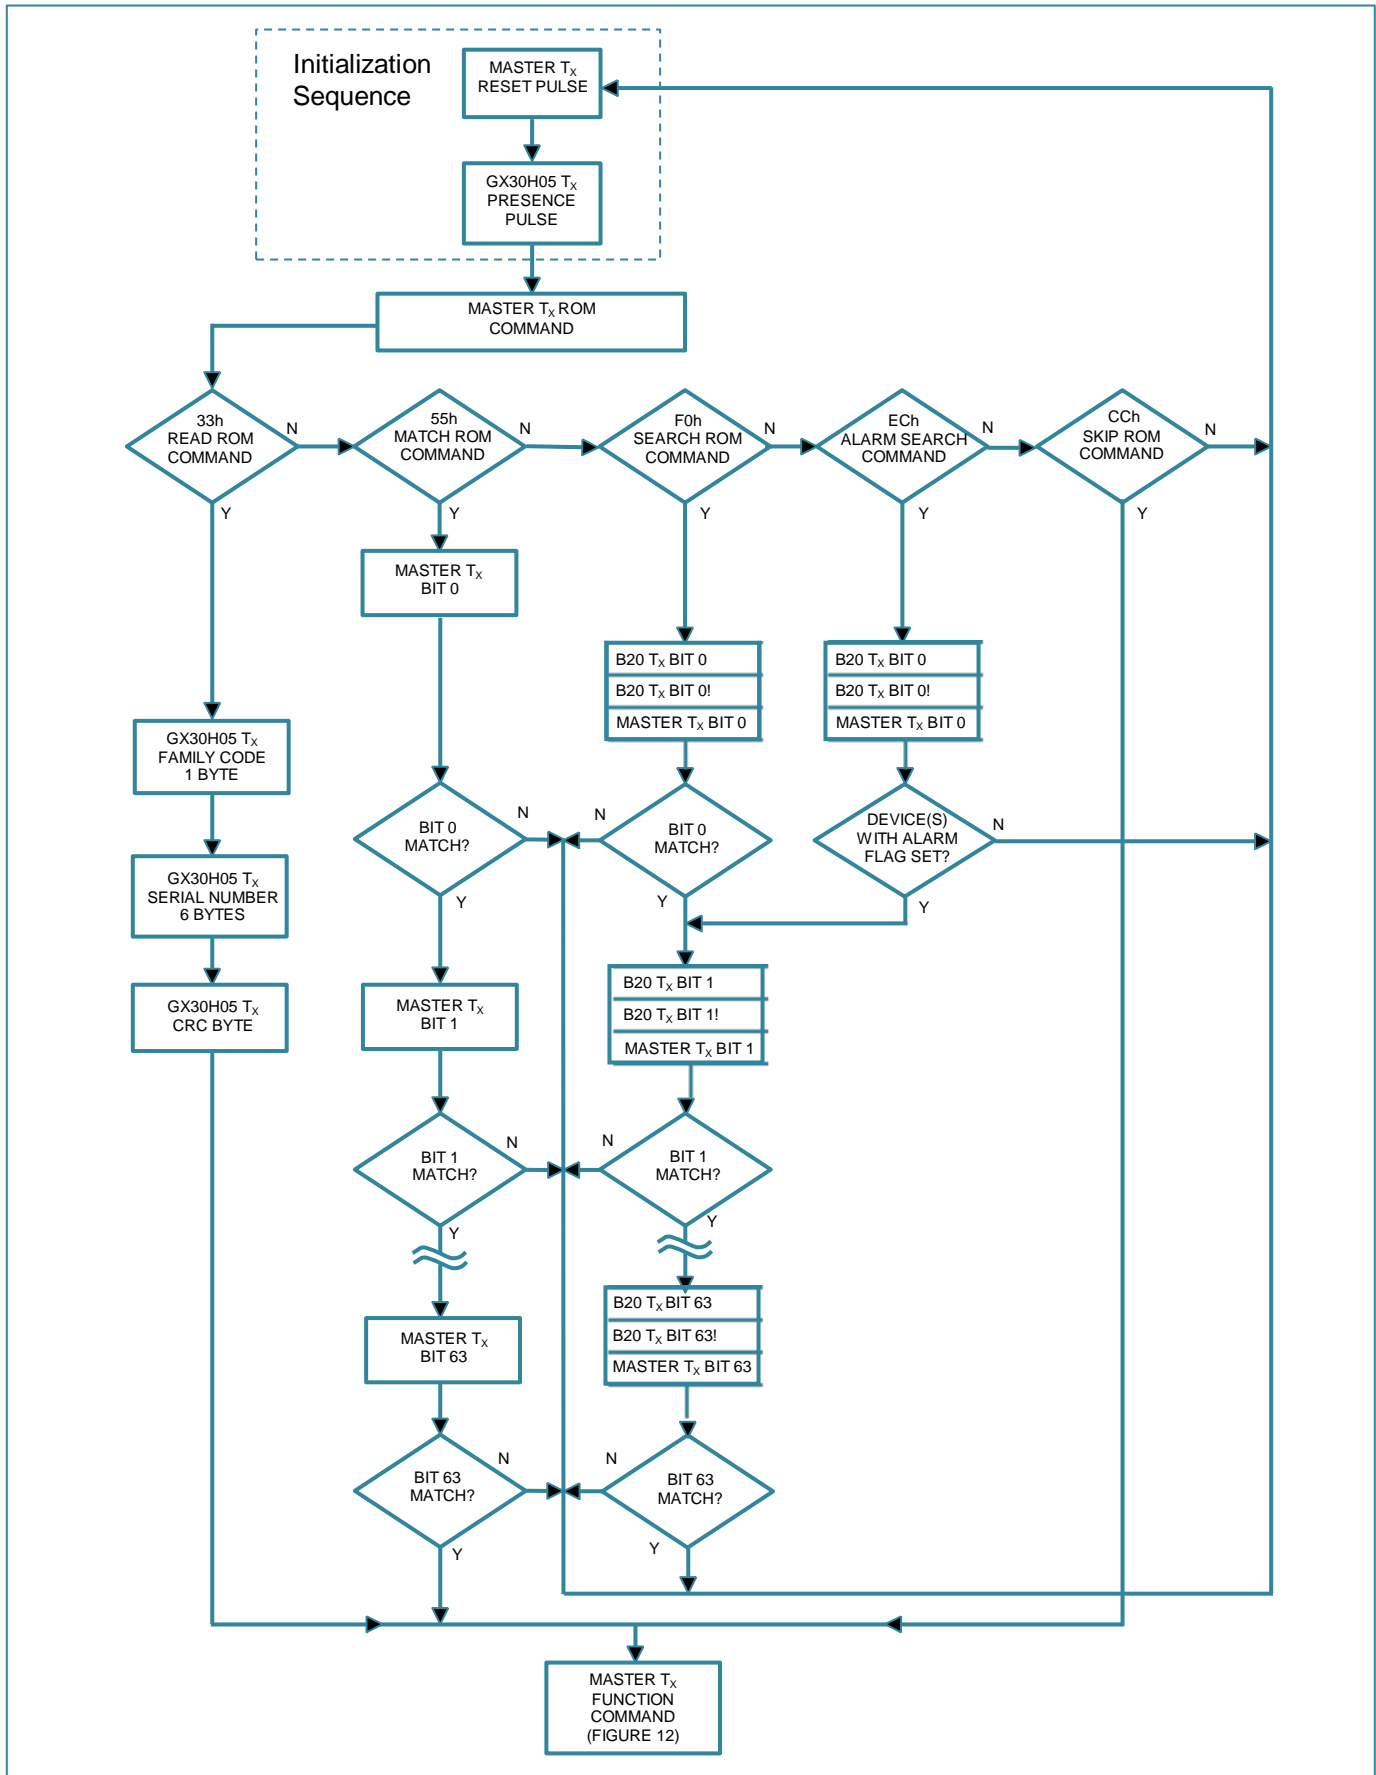 Initialization
Sequence
MASTER TX
RESET PULSE
GX30H05 TX
PRESENCE
PULSE
MASTER TX ROM
COMMAND
33h
READ ROM
COMMAND
N
Y
55h
MATCH ROM
COMMAND
N
Y
F0h
SEARCH ROM
COMMAND
N
Y
ECh
ALARM SEARCH
COMMAND
N
Y
CCh
SKIP ROM
COMMAND
N
Y
GX30H05 TX
FAMILY CODE
1 BYTE
GX30H05 TX
SERIAL NUMBER
6 BYTES
GX30H05 TX
CRC BYTE
MASTER TX
BIT 0
BIT 0
MATCH?
N
Y
MASTER TX
BIT 1
BIT 1
MATCH?
N
Y
MASTER TX
BIT 63
BIT 63
MATCH?
N
Y
B20 TX BIT 0
B20 TX BIT 0!
MASTER TX BIT 0
BIT 0
MATCH?
N
Y
B20 TX BIT 1
B20 TX BIT 1!
MASTER TX BIT 1
BIT 1
MATCH?
N
Y
B20 TX BIT 63
B20 TX BIT 63!
MASTER TX BIT 63
BIT 63
MATCH?
N
Y
B20 TX BIT 0
B20 TX BIT 0!
MASTER TX BIT 0
DEVICE(S)
WITH ALARM
FLAG SET?
N
Y
MASTER TX
FUNCTION
COMMAND
(FIGURE 12)